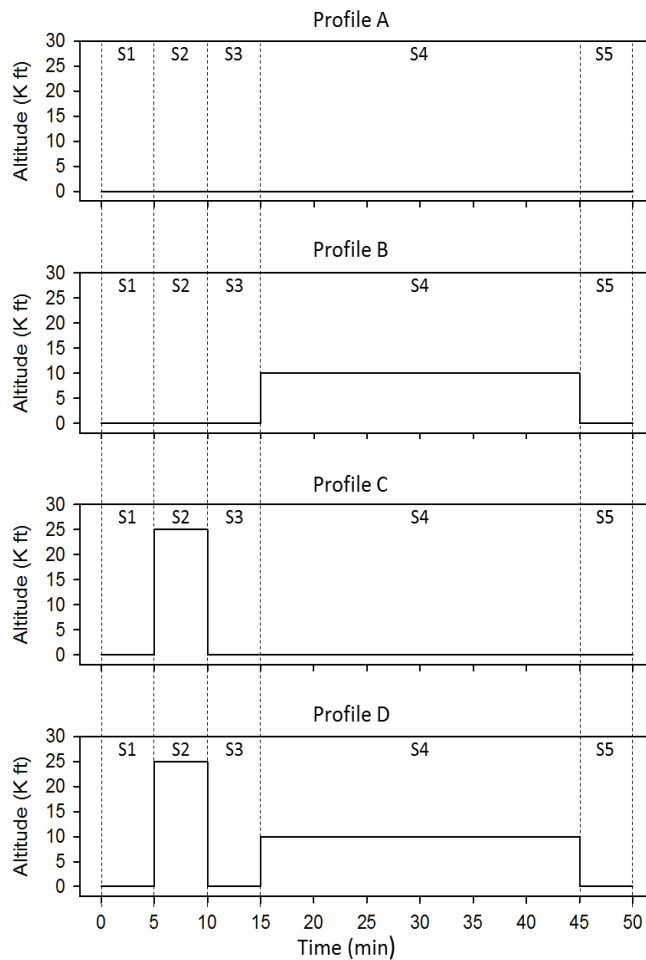 Profile A
Altitude (K ft)
30
25
20
15
10
5
0
S1 S2 S3 S4 S5
Profile B
Altitude (K ft)
30
25
20
15
10
5
0
S1 S2 S3 S4 S5
Profile C
Altitude (K ft)
30
25
20
15
10
5
0
S1 S2 S3 S4 S5
Profile D
Altitude (K ft)
30
25
20
15
10
5
0
S1 S2 S3 S4 S5
0 5 10 15 20 25 30 35 40 45 50
Time (min)